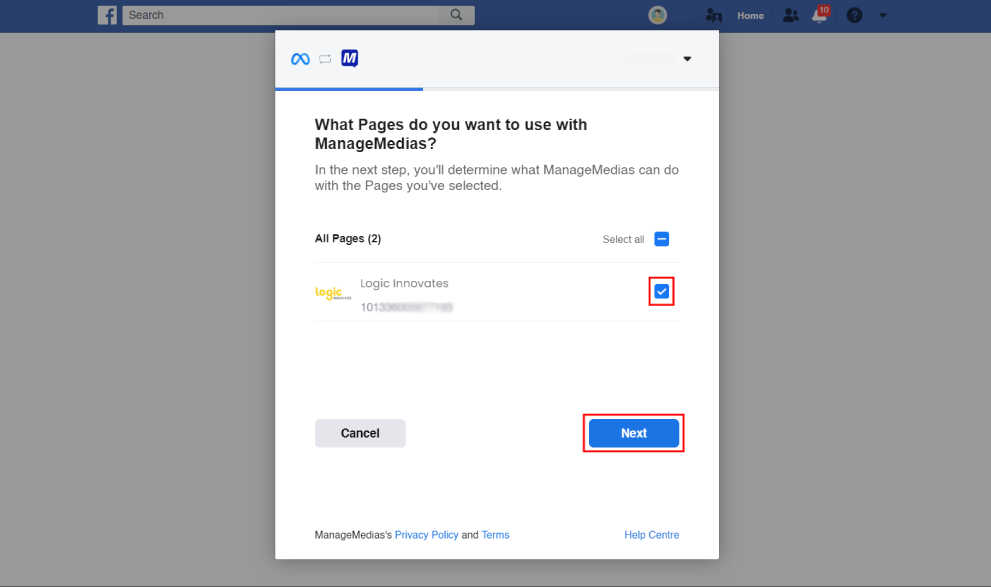 Search
Home
10
?
M
What Pages do you want to use with
ManageMedias?
In the next step, you'll determine what ManageMedias can do
with the Pages you've selected.
All Pages (2)
Select all
logic
Logic Innovates
Cancel
Next
ManageMedias's Privacy Policy and Terms
Help Centre